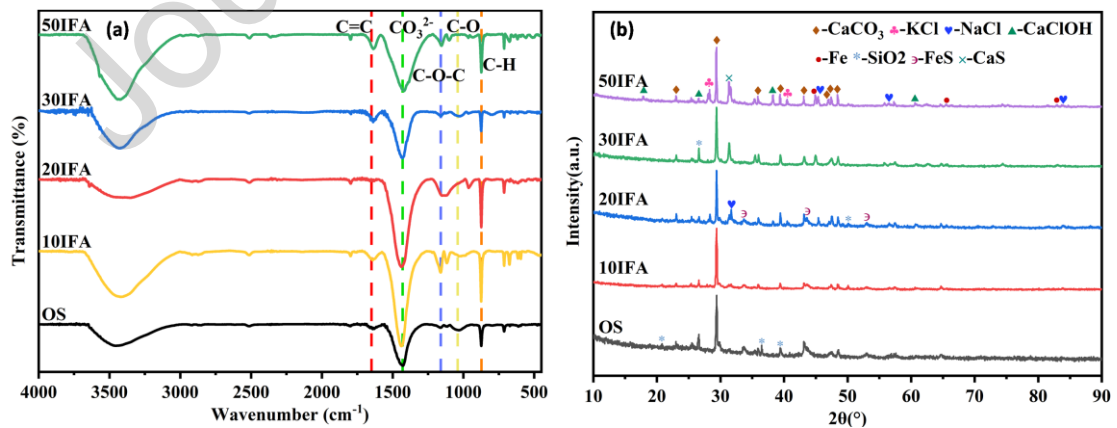 Jou
(a)
C=C
CO₃²⁻
C-O
C-O-C
C-H
50IFA
30IFA
20IFA
10IFA
OS
Transmittance (%)
4000 3500 3000 2500 2000 1500 1000 500
Wavenumber (cm⁻¹)
(b)
◆-CaCO₃ ♣-KCl ♥-NaCl ▲-CaClOH
●-Fe *-SiO2 ϶-FeS ×-CaS
50IFA
30IFA
20IFA
10IFA
OS
Intensity(a.u.)
10 20 30 40 50 60 70 80 90
2θ(°)